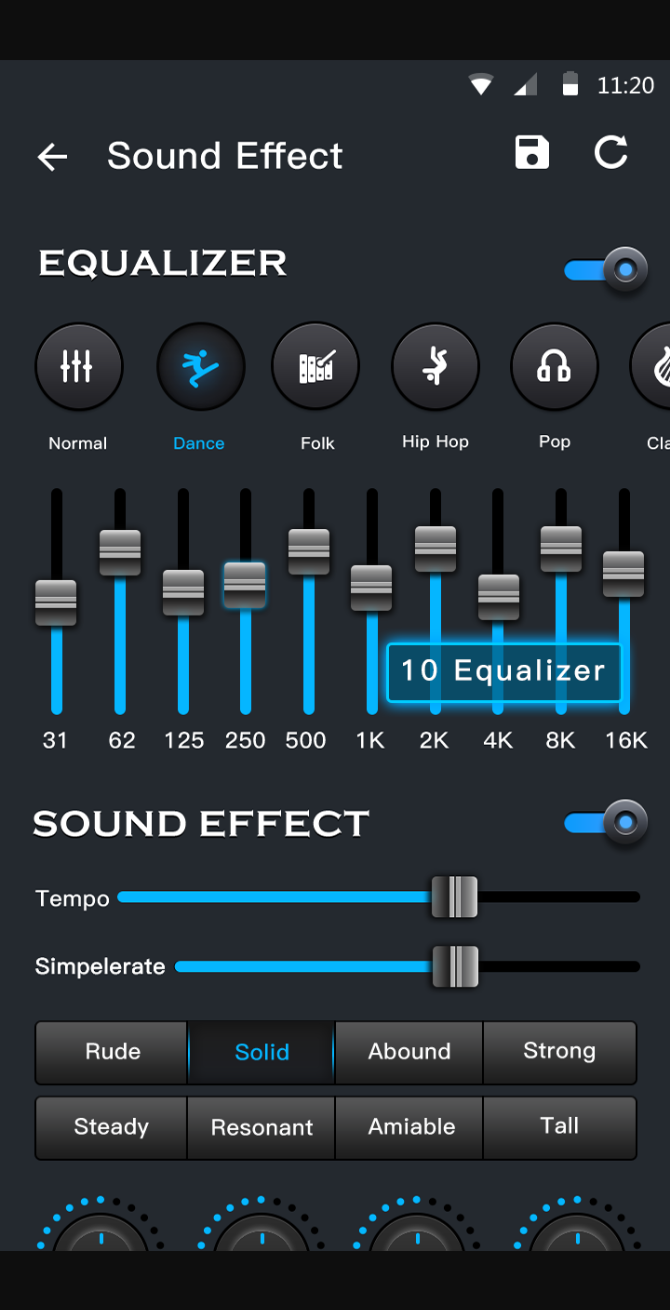 11:20
Sound Effect
EQUALIZER
Normal Dance Folk Hip Hop Pop Cla
10 Equalizer
31 62 125 250 500 1K 2K 4K 8K 16K
SOUND EFFECT
Tempo
Simpelerate
Rude Solid Abound Strong
Steady Resonant Amiable Tall